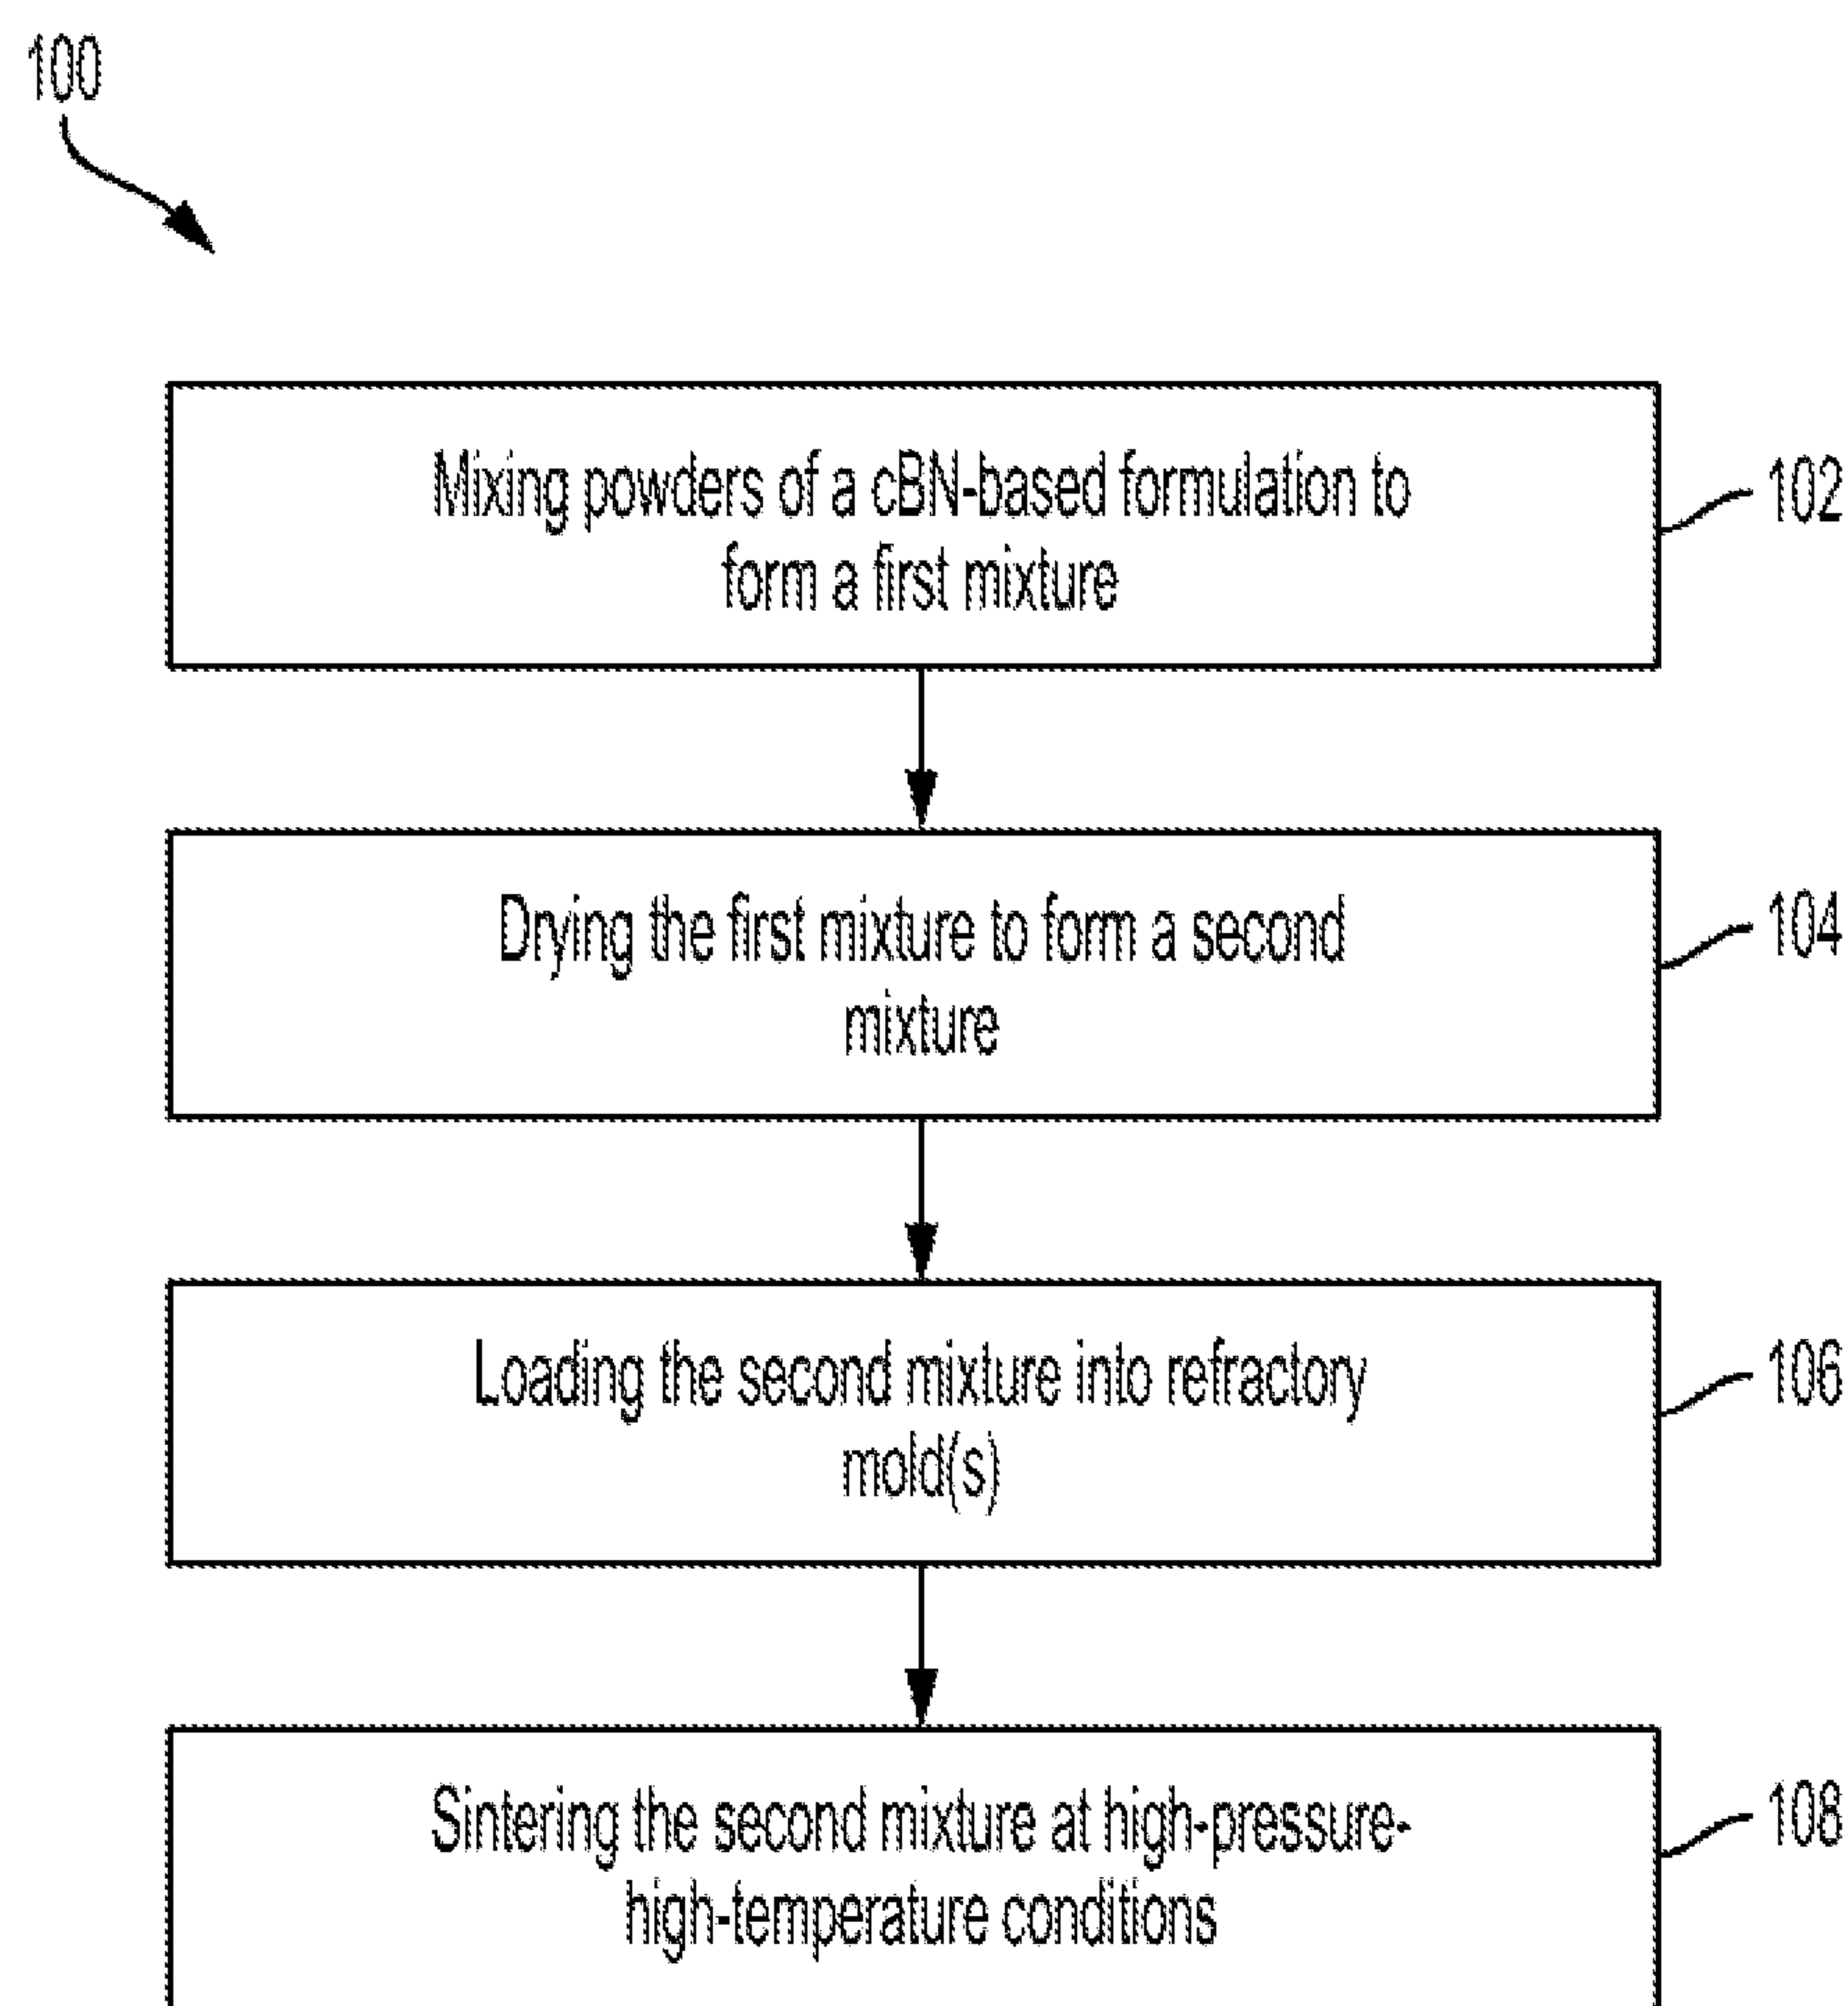 100
Mixing powders of a cBN-based formulation to
form a first mixture
102
Drying the first mixture to form a second
mixture
104
Loading the second mixture into refractory
mold(s)
106
Sintering the second mixture at high-pressure-
high-temperature conditions
108